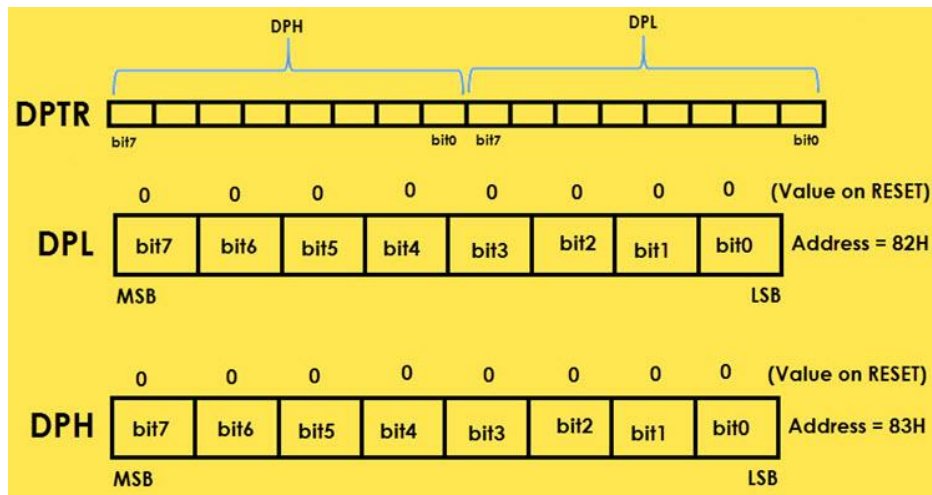 DPH DPL
DPTR
bit7 bit0 bit7 bit0
0 0 0 0 0 0 0 0 (Value on RESET)
DPL bit7 bit6 bit5 bit4 bit3 bit2 bit1 bit0 Address = 82H
MSB LSB
0 0 0 0 0 0 0 0 (Value on RESET)
DPH bit7 bit6 bit5 bit4 bit3 bit2 bit1 bit0 Address = 83H
MSB LSB